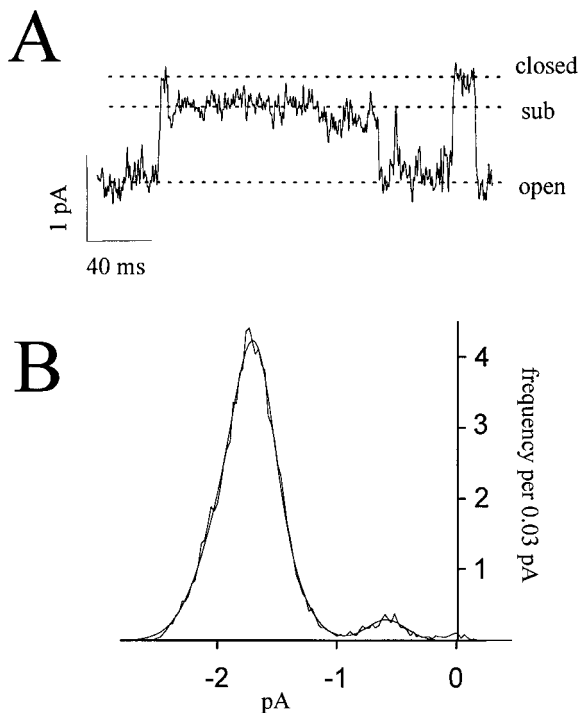 A
closed
sub
open
1 pA
40 ms
B
4
3
2
1
frequency per 0.03 pA
-2
-1
0
pA